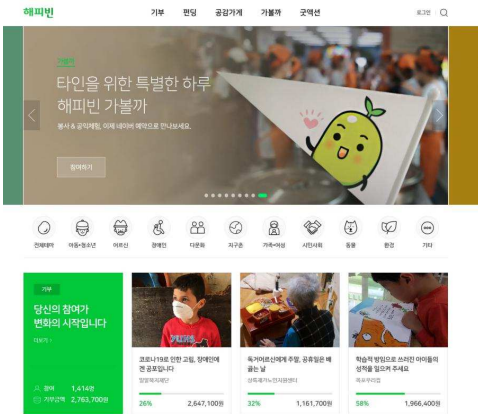 해피빈
기부 펀딩 공감가게 가볼까 굿액션
로그인
가볼까
타인을 위한 특별한 하루
해피빈 가볼까
봉사 & 공익체험, 이제 네이버 예약으로 만나보세요.
참여하기
전체테마 아동•청소년 어르신 장애인 다문화 지구촌 가족•여성 시민사회 동물 환경 기타
기부
당신의 참여가
변화의 시작입니다
더보기
참여 1,414명
기부금액 2,763,700원
코로나19로 인한 고립, 장애인에
겐 공포입니다
26% 2,647,100원
독거어르신에게 주말, 공휴일은 배
곯는 날
32% 1,161,700원
학습적 방임으로 쓰러진 아이들의
성적을 일으켜 주세요
58% 1,966,400원